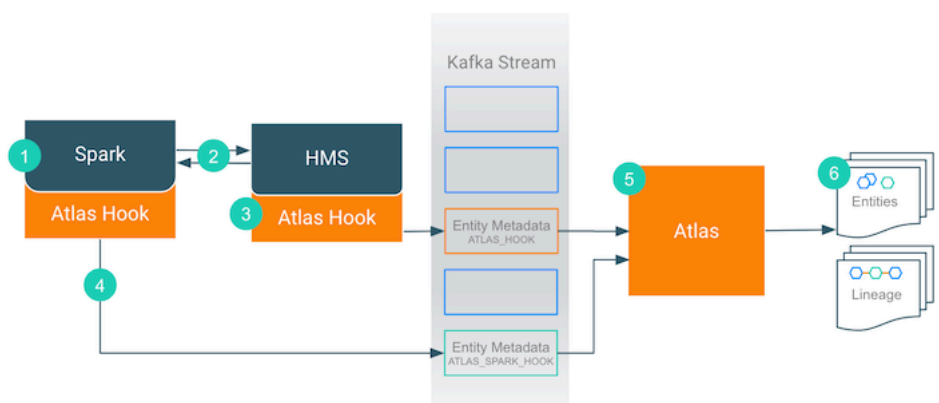 Kafka Stream
1
Spark
Atlas Hook
2
HMS
3
Atlas Hook
4
Entity Metadata
ATLAS_HOOK
Entity Metadata
ATLAS_SPARK_HOOK
5
Atlas
6
Entities
Lineage